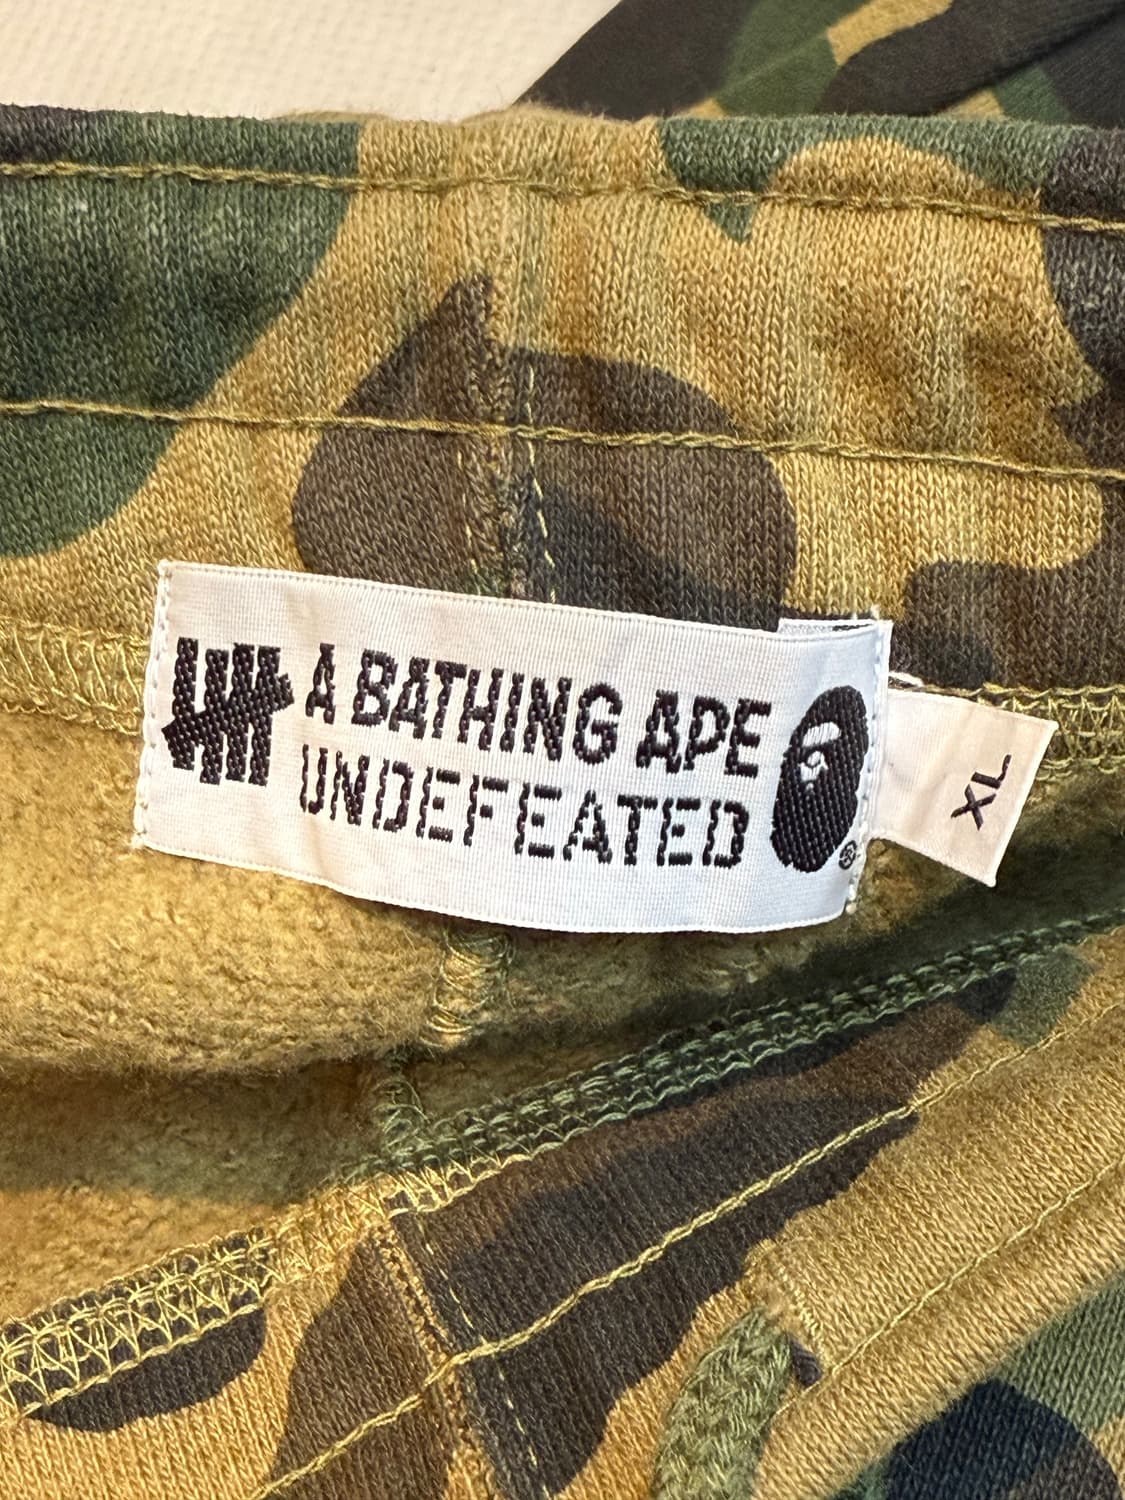 A BATHING APE
UNDEFEATED
®
XL